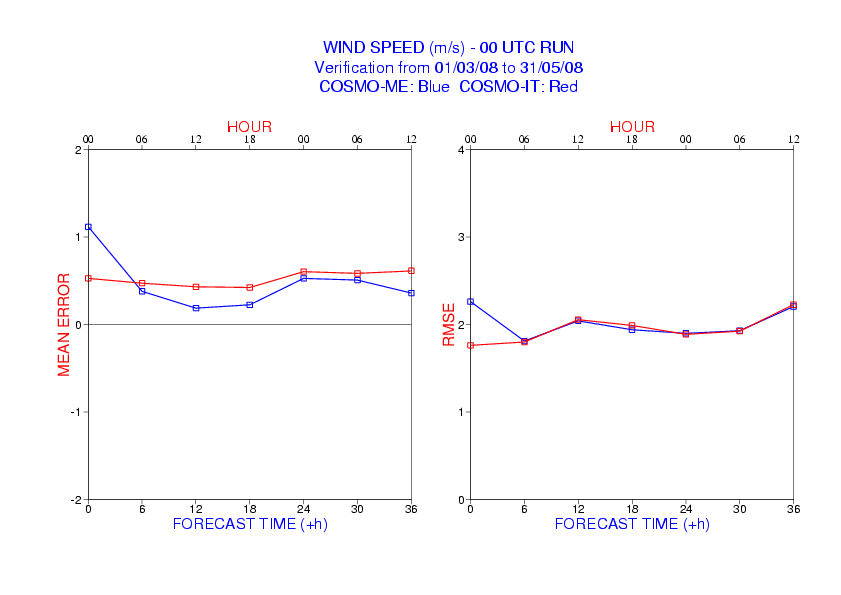 WIND SPEED (m/s) - 00 UTC RUN
Verification from 01/03/08 to 31/05/08
COSMO-ME: Blue COSMO-IT: Red
HOUR
00 06 12 18 00 06 12
2
1
0
-1
-2
MEAN ERROR
0 6 12 18 24 30 36
FORECAST TIME (+h)
HOUR
00 06 12 18 00 06 12
4
3
2
1
0
RMSE
0 6 12 18 24 30 36
FORECAST TIME (+h)